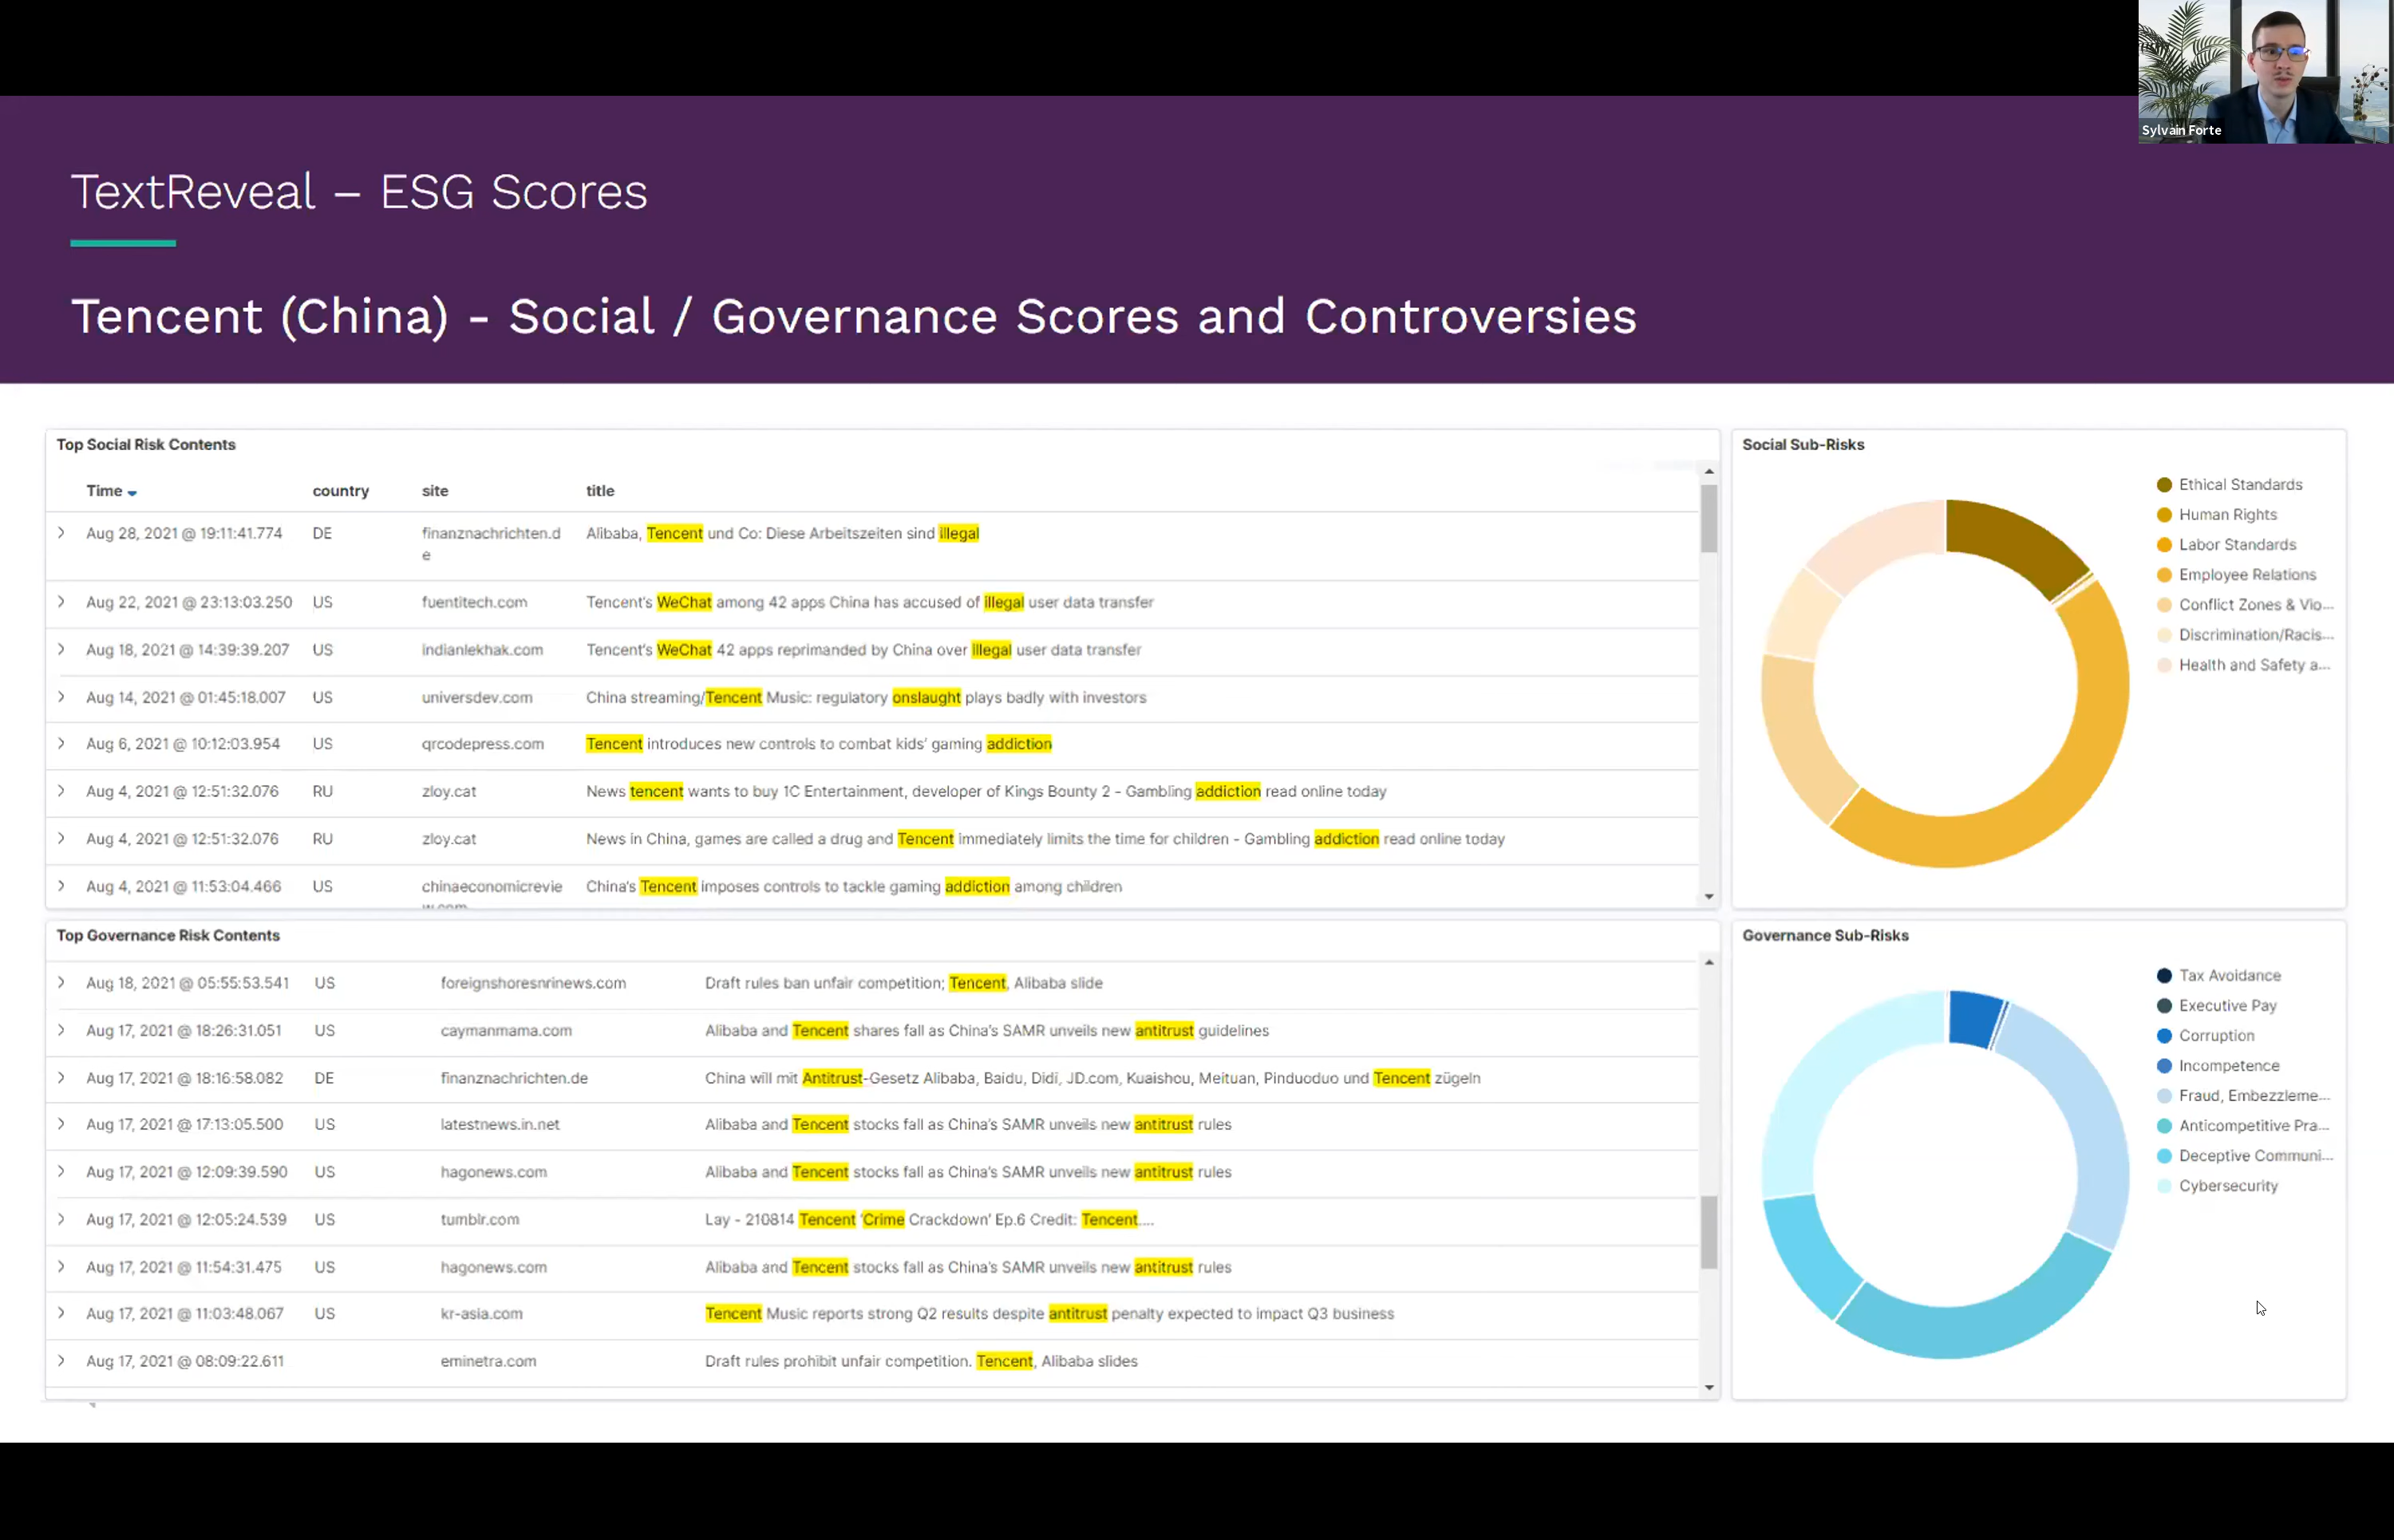 Sylvain Forte
TextReveal – ESG Scores
Tencent (China) - Social / Governance Scores and Controversies
Top Social Risk Contents
Time country site title
Aug 28, 2021 @ 19:11:41.774 DE finanznachrichten.d Alibaba, Tencent und Co: Diese Arbeitszeiten sind illegal
e
Aug 22, 2021 @ 23:13:03.250 US fuentitech.com Tencent's WeChat among 42 apps China has accused of illegal user data transfer
Aug 18, 2021 @ 14:39:39.207 US indianlekhak.com Tencent's WeChat 42 apps reprimanded by China over illegal user data transfer
Aug 14, 2021 @ 01:45:18.007 US universdev.com China streaming/Tencent Music: regulatory onslaught plays badly with investors
Aug 6, 2021 @ 10:12:03.954 US qrcodepress.com Tencent introduces new controls to combat kids' gaming addiction
Aug 4, 2021 @ 12:51:32.076 RU zloy.cat News tencent wants to buy 1C Entertainment, developer of Kings Bounty 2 - Gambling addiction read online today
Aug 4, 2021 @ 12:51:32.076 RU zloy.cat News in China, games are called a drug and Tencent immediately limits the time for children - Gambling addiction read online today
Aug 4, 2021 @ 11:53:04.466 US chinaeconomicrevie China's Tencent imposes controls to tackle gaming addiction among children
w.com
Social Sub-Risks
Ethical Standards
Human Rights
Labor Standards
Employee Relations
Conflict Zones & Vio...
Discrimination/Racis...
Health and Safety a...
Top Governance Risk Contents
Aug 18, 2021 @ 05:55:53.541 US foreignshoresnrinews.com Draft rules ban unfair competition; Tencent, Alibaba slide
Aug 17, 2021 @ 18:26:31.051 US caymanmama.com Alibaba and Tencent shares fall as China's SAMR unveils new antitrust guidelines
Aug 17, 2021 @ 18:16:58.082 DE finanznachrichten.de China will mit Antitrust-Gesetz Alibaba, Baidu, Didi, JD.com, Kuaishou, Meituan, Pinduoduo und Tencent zügeln
Aug 17, 2021 @ 17:13:05.500 US latestnews.in.net Alibaba and Tencent stocks fall as China's SAMR unveils new antitrust rules
Aug 17, 2021 @ 12:09:39.590 US hagonews.com Alibaba and Tencent stocks fall as China's SAMR unveils new antitrust rules
Aug 17, 2021 @ 12:05:24.539 US tumblr.com Lay - 210814 Tencent 'Crime Crackdown' Ep.6 Credit: Tencent....
Aug 17, 2021 @ 11:54:31.475 US hagonews.com Alibaba and Tencent stocks fall as China's SAMR unveils new antitrust rules
Aug 17, 2021 @ 11:03:48.067 US kr-asia.com Tencent Music reports strong Q2 results despite antitrust penalty expected to impact Q3 business
Aug 17, 2021 @ 08:09:22.611 eminetra.com Draft rules prohibit unfair competition. Tencent, Alibaba slides
Governance Sub-Risks
Tax Avoidance
Executive Pay
Corruption
Incompetence
Fraud, Embezzleme...
Anticompetitive Pra...
Deceptive Communi...
Cybersecurity